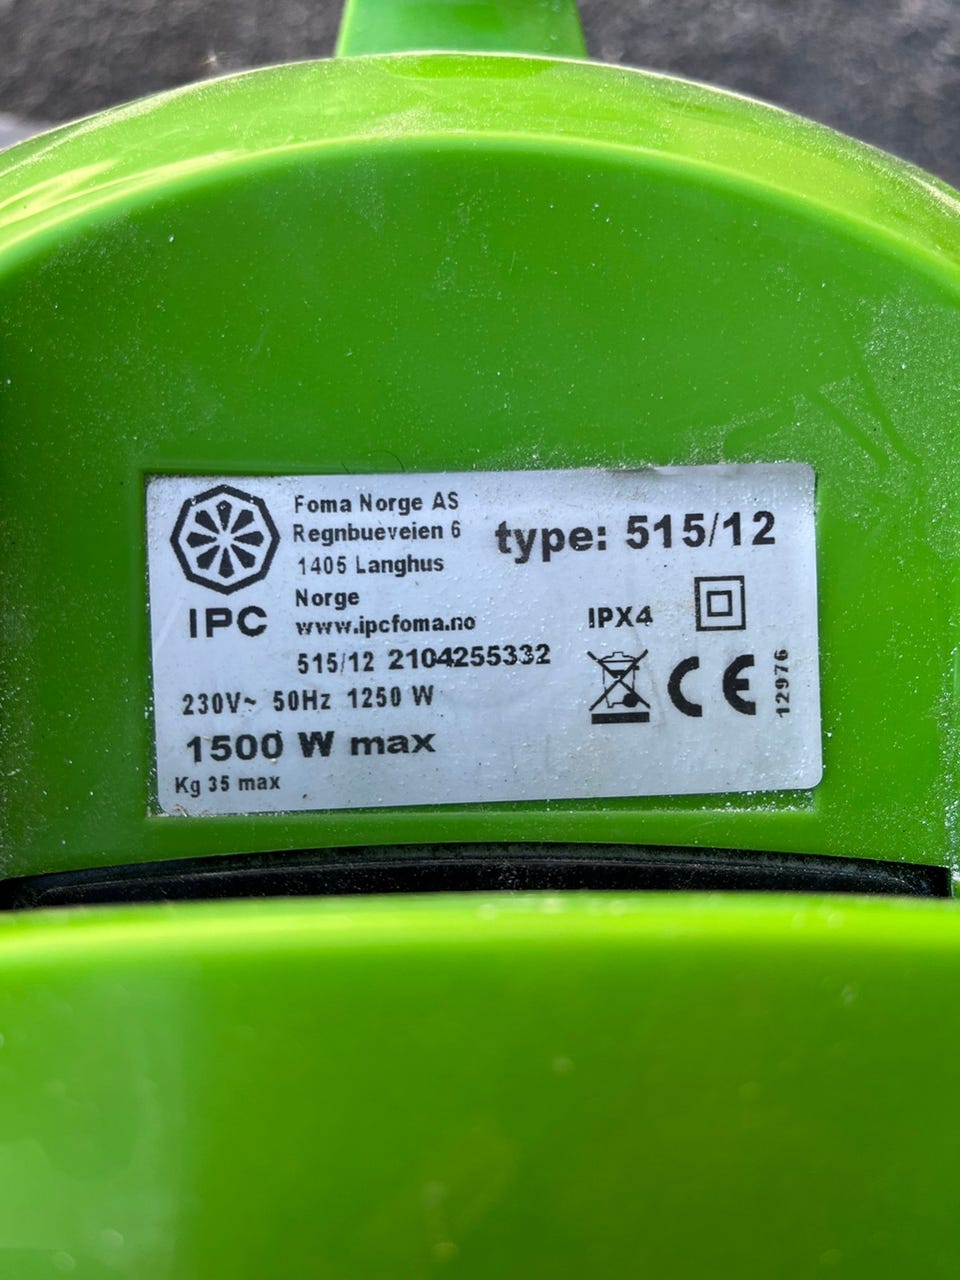 Foma Norge AS
Regnbueveien 6
1405 Langhus
Norge
www.ipcfoma.no
IPC
type: 515/12
515/12 2104255332
230V~ 50Hz 1250 W
1500 W max
Kg 35 max
IPX4
CE
12976